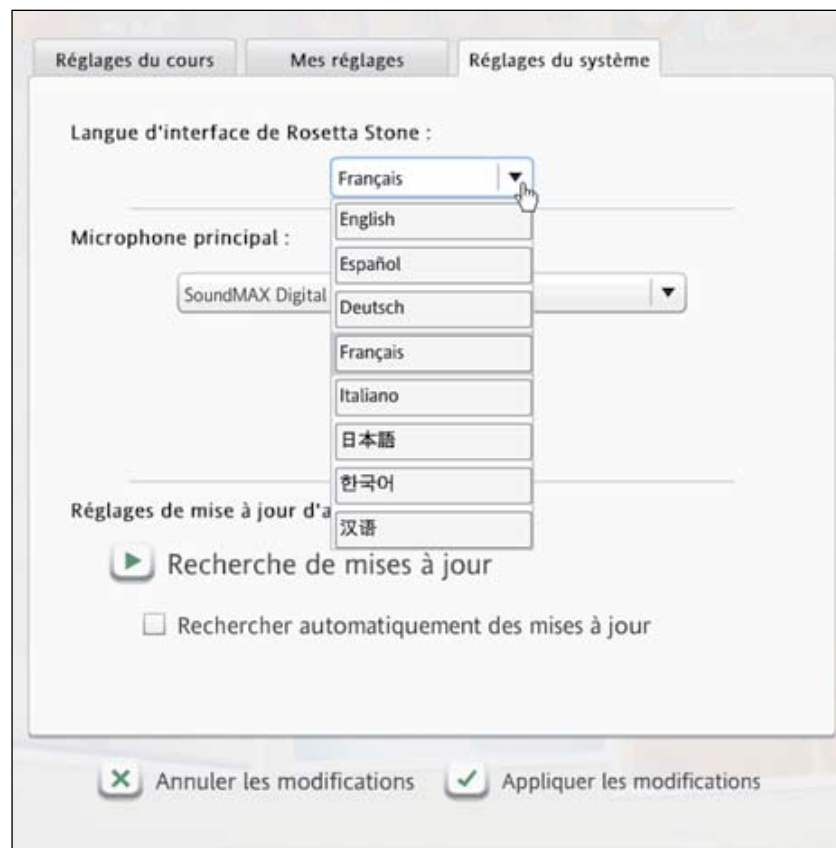 Réglages du cours Mes réglages Réglages du système
Langue d'interface de Rosetta Stone :
Français
English
Microphone principal :
Español
SoundMAX Digital
Deutsch
Français
Italiano
日本語
한국어
Réglages de mise à jour d'a
汉语
Recherche de mises à jour
Rechercher automatiquement des mises à jour
Annuler les modifications Appliquer les modifications